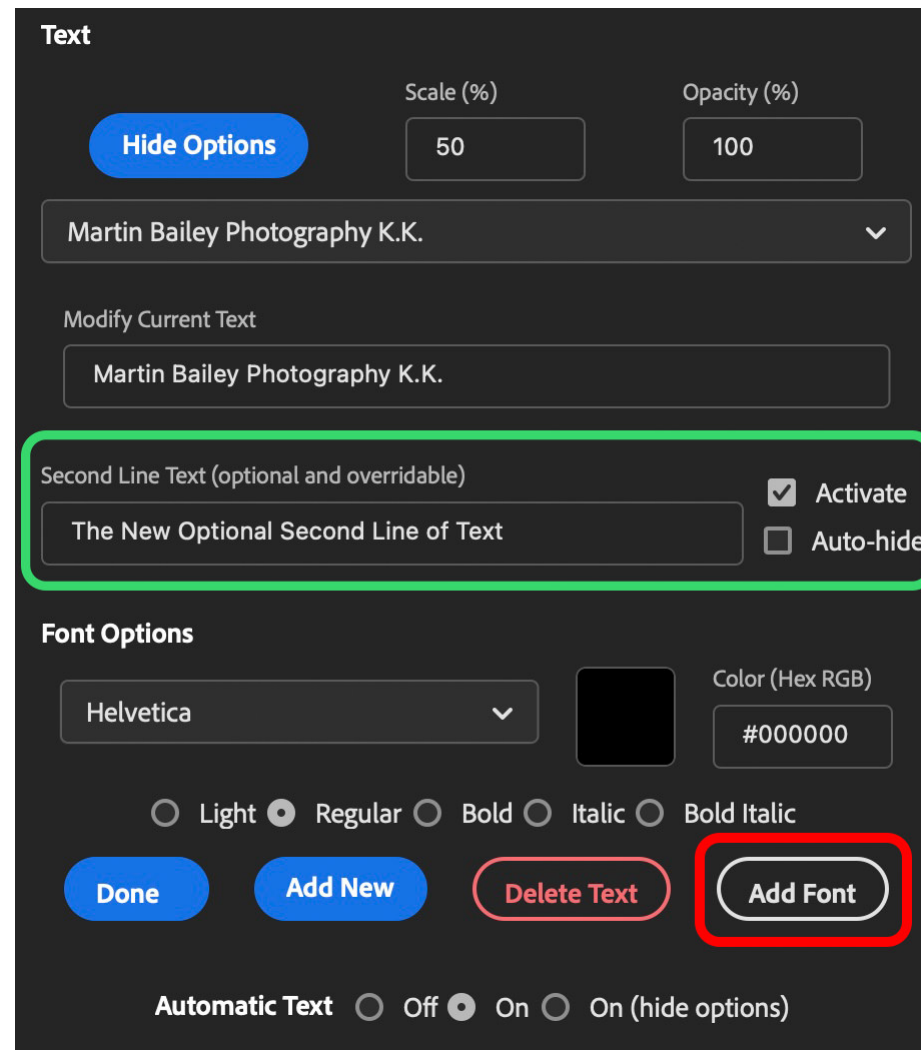 Text
Scale (%) Opacity (%)
Hide Options 50 100
Martin Bailey Photography K.K.
Modify Current Text
Martin Bailey Photography K.K.
Second Line Text (optional and overridable)
Activate
The New Optional Second Line of Text
Auto-hide
Font Options
Color (Hex RGB)
Helvetica
#000000
Light Regular Bold Italic Bold Italic
Done Add New Delete Text Add Font
Automatic Text Off On On (hide options)